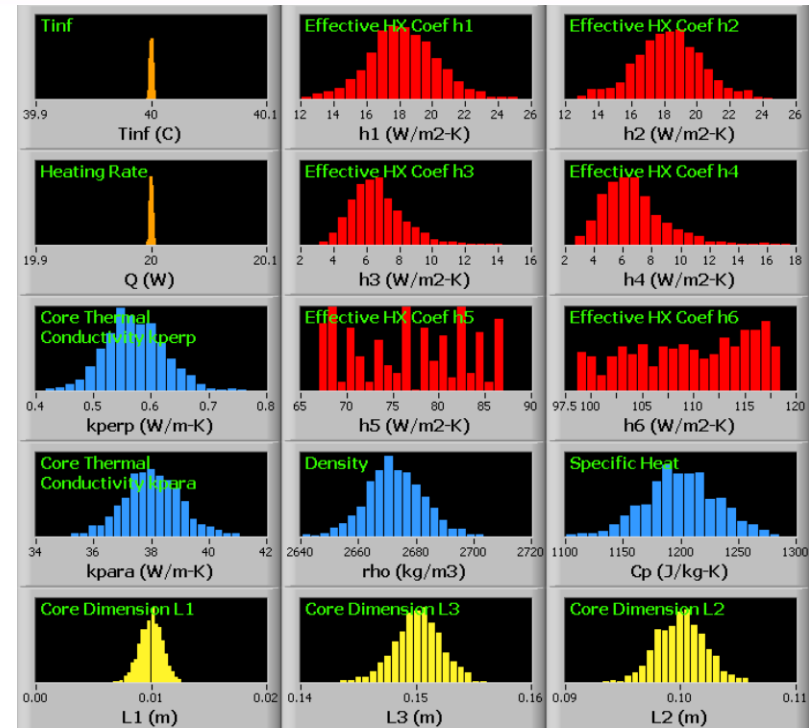 Tinf
39.9 40 40.1
Tinf (C)
Effective HX Coef h1
12 14 16 18 20 22 24 26
h1 (W/m2-K)
Effective HX Coef h2
12 14 16 18 20 22 24 26
h2 (W/m2-K)
Heating Rate
19.9 20 20.1
Q (W)
Effective HX Coef h3
2 4 6 8 10 12 14 16
h3 (W/m2-K)
Effective HX Coef h4
2 4 6 8 10 12 14 16 18
h4 (W/m2-K)
Core Thermal
Conductivity kperp
0.4 0.5 0.6 0.7 0.8
kperp (W/m-K)
Effective HX Coef h5
65 70 75 80 85 90
h5 (W/m2-K)
Effective HX Coef h6
97.5 100 105 110 115 120
h6 (W/m2-K)
Core Thermal
Conductivity kpara
34 36 38 40 42
kpara (W/m-K)
Density
2640 2660 2680 2700 2720
rho (kg/m3)
Specific Heat
1100 1150 1200 1250 1300
Cp (J/kg-K)
Core Dimension L1
0.00 0.01 0.02
L1 (m)
Core Dimension L3
0.14 0.15 0.16
L3 (m)
Core Dimension L2
0.09 0.10 0.11
L2 (m)